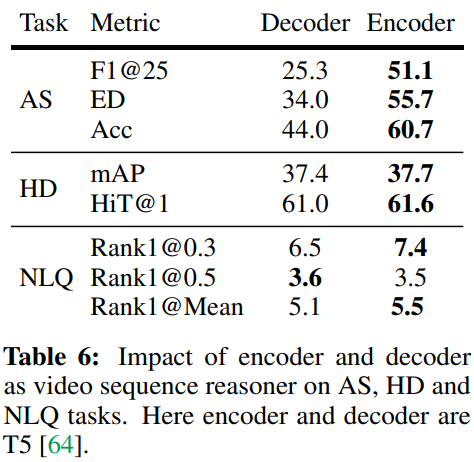 Task Metric Decoder Encoder
F1@25 25.3 51.1
AS ED 34.0 55.7
Acc 44.0 60.7
HD mAP 37.4 37.7
HiT@1 61.0 61.6
Rank1@0.3 6.5 7.4
NLQ Rank1@0.5 3.6 3.5
Rank1@Mean 5.1 5.5
Table 6: Impact of encoder and decoder
as video sequence reasoner on AS, HD and
NLQ tasks. Here encoder and decoder are
T5 [64].